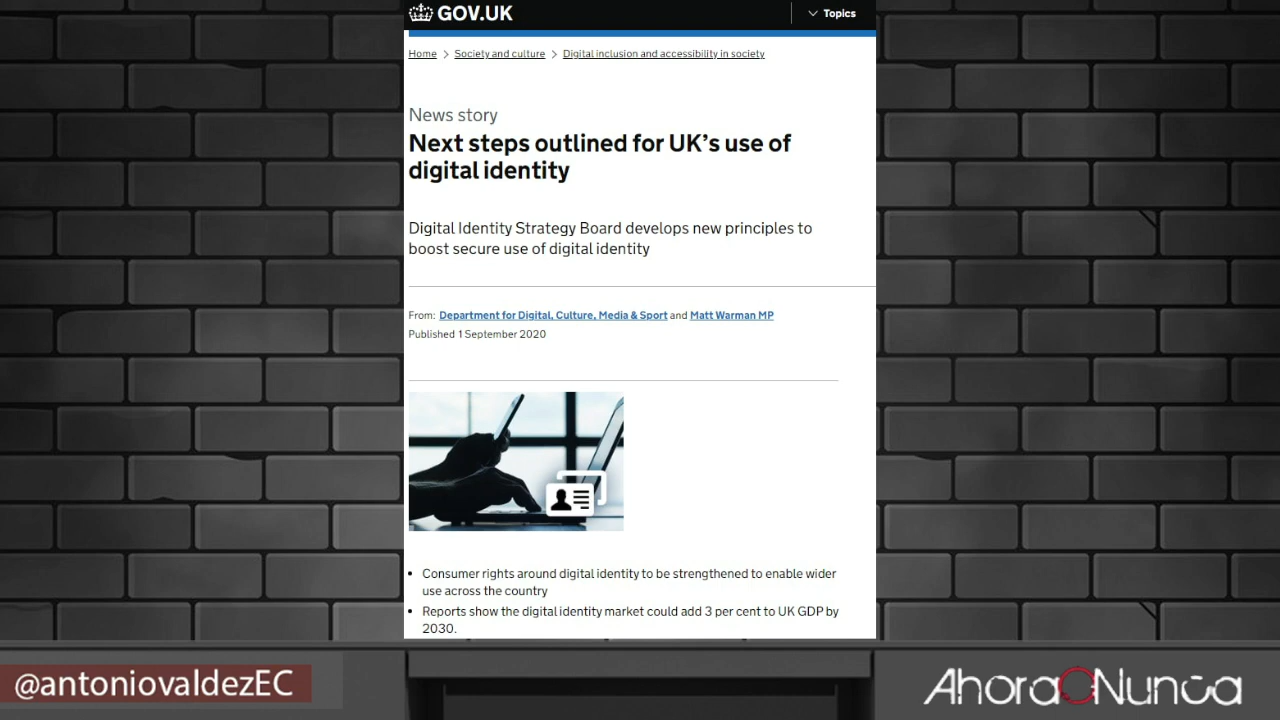 GOV.UK
Topics
Home > Society and culture > Digital inclusion and accessibility in society
News story
Next steps outlined for UK’s use of
digital identity
Digital Identity Strategy Board develops new principles to
boost secure use of digital identity
From: Department for Digital, Culture, Media & Sport and Matt Warman MP
Published 1 September 2020
• Consumer rights around digital identity to be strengthened to enable wider
use across the country
• Reports show the digital identity market could add 3 per cent to UK GDP by
2030.
@antoniovaldezEC
AhoraONunca